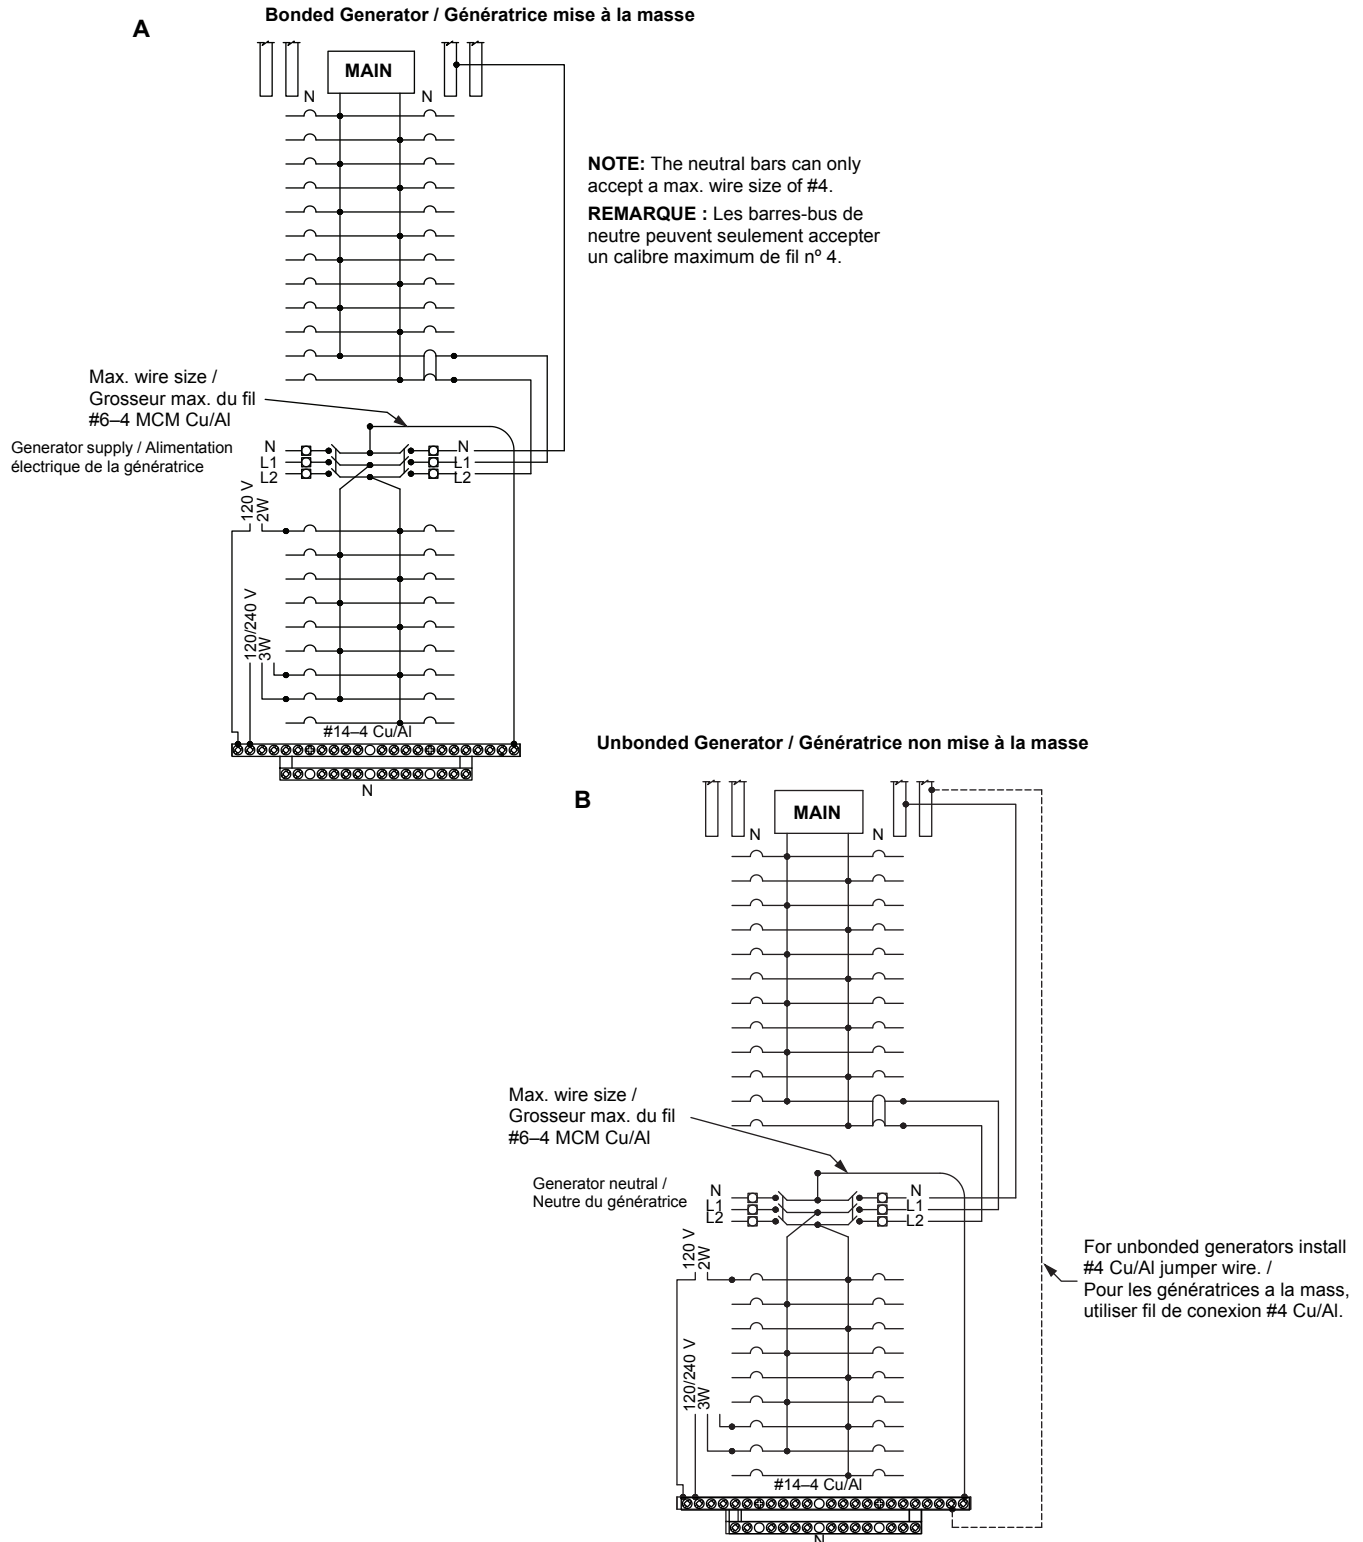 Bonded Generator / Génératrice mise à la masse
A
MAIN
N
N
NOTE: The neutral bars can only
accept a max. wire size of #4.
REMARQUE : Les barres-bus de
neutre peuvent seulement accepter
un calibre maximum de fil nº 4.
Max. wire size /
Grosseur max. du fil
#6–4 MCM Cu/Al
Generator supply / Alimentation
électrique de la génératrice
N
L1
L2
N
L1
L2
120 V
2W
120/240 V
3W
#14–4 Cu/Al
N
Unbonded Generator / Génératrice non mise à la masse
B
MAIN
N
N
Max. wire size /
Grosseur max. du fil
#6–4 MCM Cu/Al
Generator neutral /
Neutre du génératrice
N
L1
L2
N
L1
L2
120 V
2W
For unbonded generators install
#4 Cu/Al jumper wire. /
Pour les génératrices a la mass,
utiliser fil de conexion #4 Cu/Al.
120/240 V
3W
#14–4 Cu/Al
N